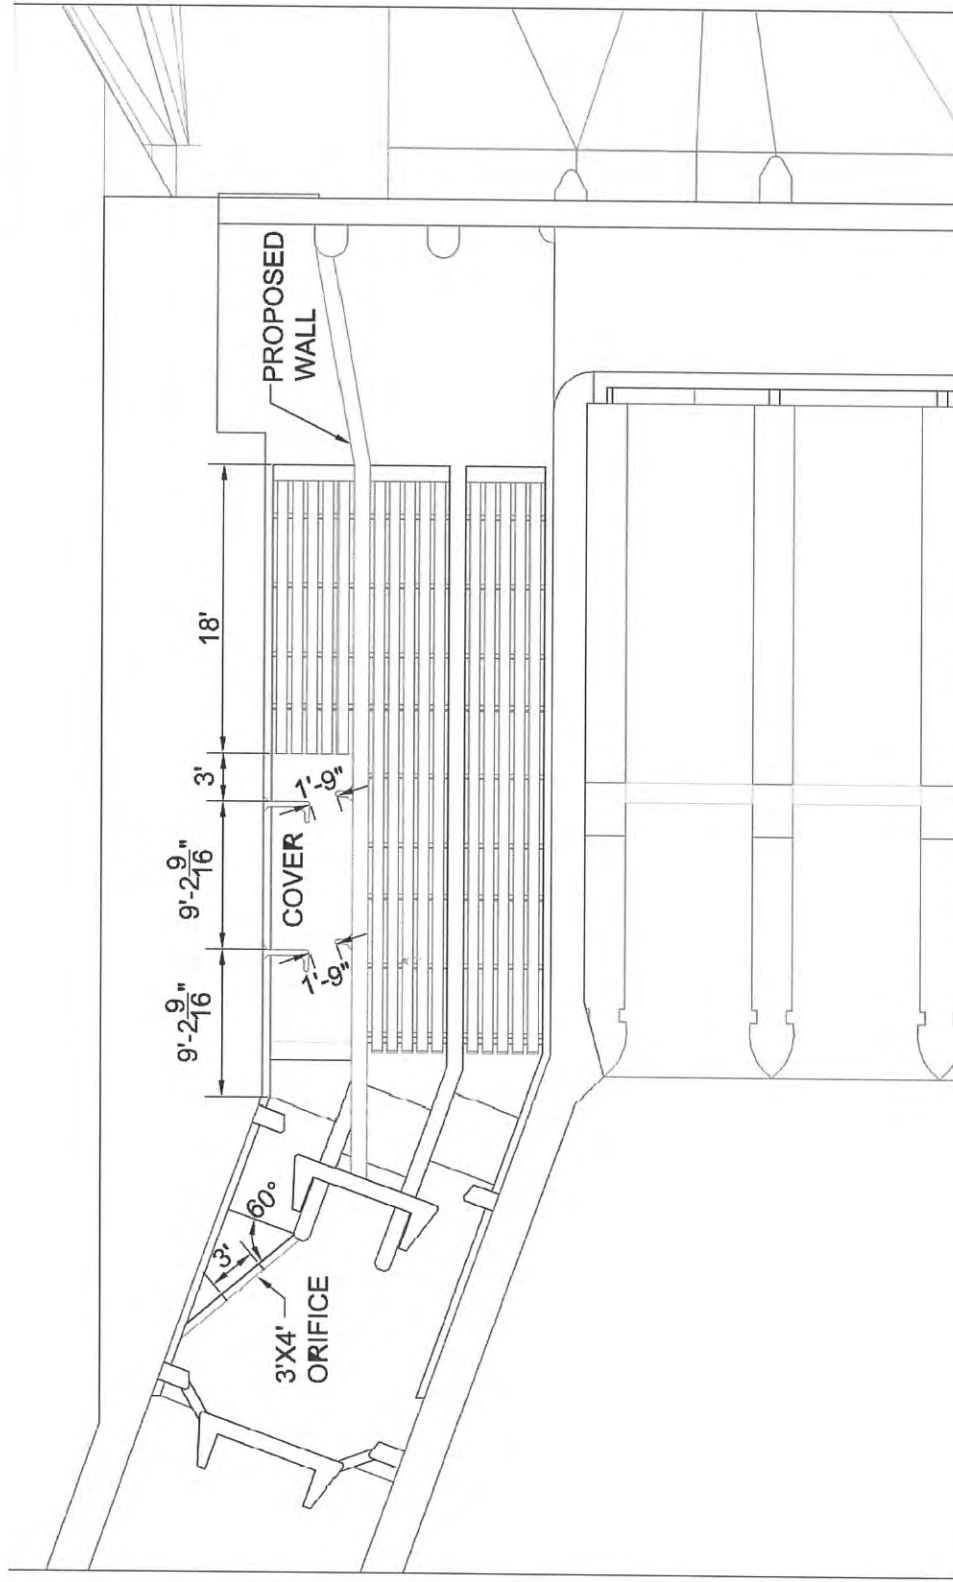 PROPOSED
WALL
18'
3'
9'-2 9/16"
9'-2 9/16"
1'-9"
COVER
1'-9"
60°
3'
3'X4'
ORIFICE